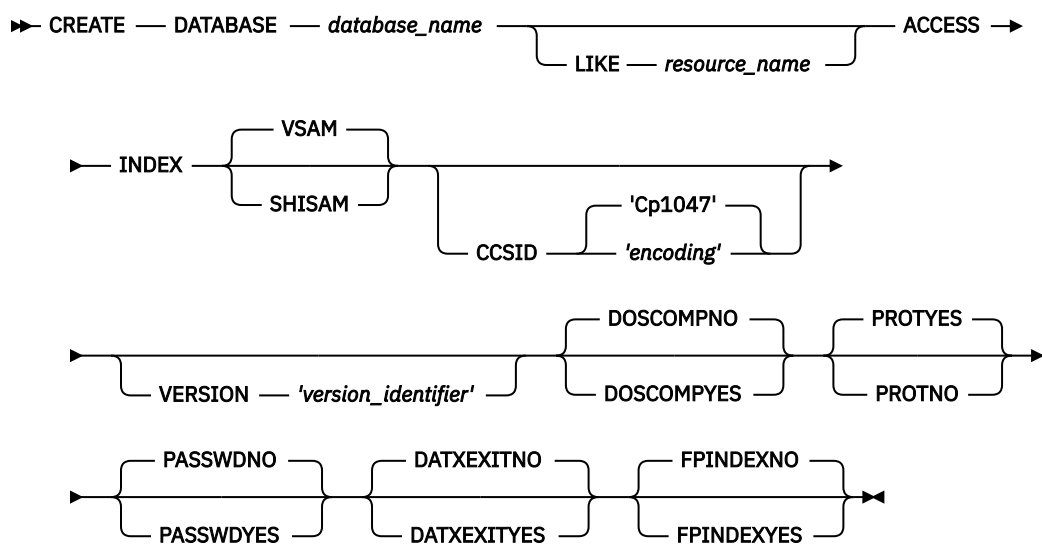 CREATE DATABASE database_name ACCESS
LIKE resource_name
VSAM
INDEX
SHISAM
'Cp1047'
CCSID 'encoding'
DOSCOMPNO PROTYES
VERSION 'version_identifier' DOSCOMPYES PROTNO
PASSWDNO DATXEXITNO FPINDEXNO
PASSWDYES DATXEXITYES FPINDEXYES